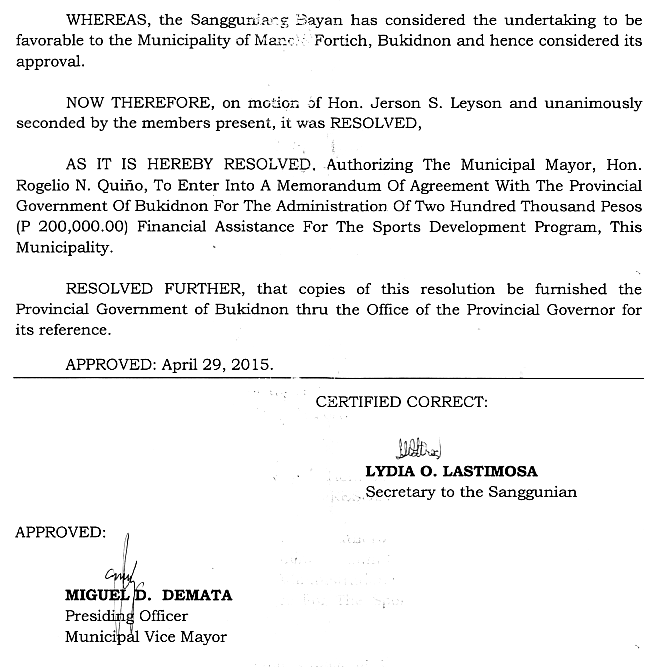 WHEREAS, the Sangguniang Bayan has considered the undertaking to be
favorable to the Municipality of Manolo Fortich, Bukidnon and hence considered its
approval.
NOW THEREFORE, on motion of Hon. Jerson S. Leyson and unanimously
seconded by the members present, it was RESOLVED,
AS IT IS HEREBY RESOLVED, Authorizing The Municipal Mayor, Hon.
Rogelio N. Quiño, To Enter Into A Memorandum Of Agreement With The Provincial
Government Of Bukidnon For The Administration Of Two Hundred Thousand Pesos
(P 200,000.00) Financial Assistance For The Sports Development Program, This
Municipality.
RESOLVED FURTHER, that copies of this resolution be furnished the
Provincial Government of Bukidnon thru the Office of the Provincial Governor for
its reference.
APPROVED: April 29, 2015.
CERTIFIED CORRECT:
LYDIA O. LASTIMOSA
Secretary to the Sanggunian
APPROVED:
MIGUEL D. DEMATA
Presiding Officer
Municipal Vice Mayor